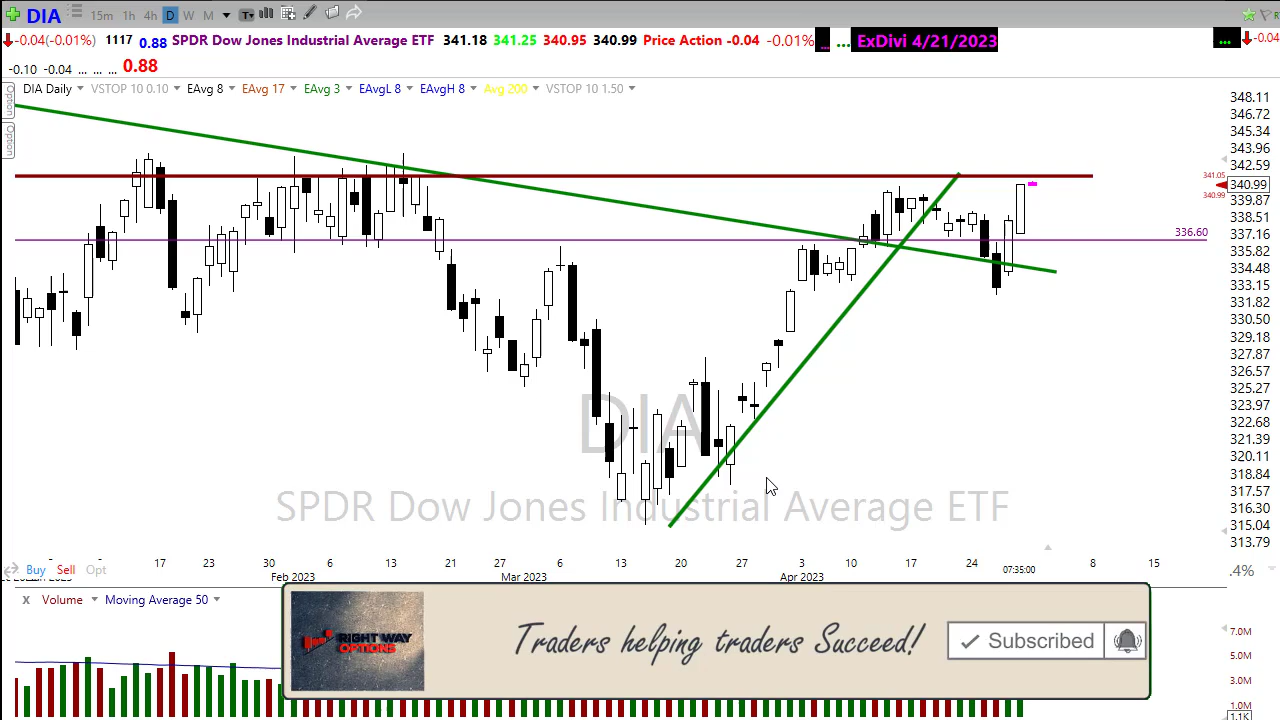 DIA 15m 1h 4h D W M
-0.04(-0.01%) 1117 0.88 SPDR Dow Jones Industrial Average ETF 341.18 341.25 340.95 340.99 Price Action -0.04 -0.01% ... ... ExDivi 4/21/2023 ... -0.04
-0.10 -0.04 ... ... ... 0.88
DIA Daily VSTOP 10 0.10 EAvg 8 EAvg 17 EAvg 3 EAvgL 8 EAvgH 8 Avg 200 VSTOP 10 1.50
Option
Option
348.11
346.72
345.34
343.96
342.59
341.05
340.99
340.99
339.87
338.51
336.60
337.16
335.82
334.48
333.15
331.82
330.50
329.18
327.87
326.57
325.27
323.97
322.68
321.39
320.11
318.84
317.57
316.30
315.04
313.79
DIA
SPDR Dow Jones Industrial Average ETF
17 23 30 6 13 21 27 6 13 20 27 3 10 17 24 8 15
Feb 2023 Mar 2023 Apr 2023 07:35:00
Buy Sell Opt
.4%
X Volume Moving Average 50
RIGHT WAY
OPTIONS
Traders helping traders Succeed!
Subscribed
7.0M
5.0M
3.0M
1.0M
1.1K